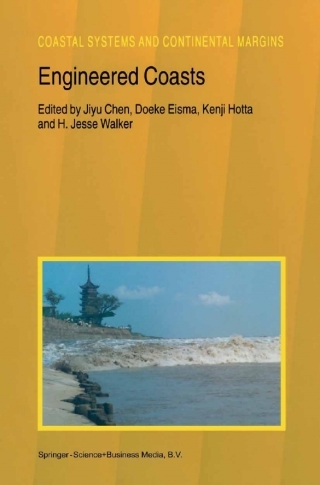 COASTAL SYSTEMS AND CONTINENTAL MARGINS
Engineered Coasts
Edited by Jiyu Chen, Doeke Eisma, Kenji Hotta
and H. Jesse Walker
Springer-Science+Business Media, B.V.